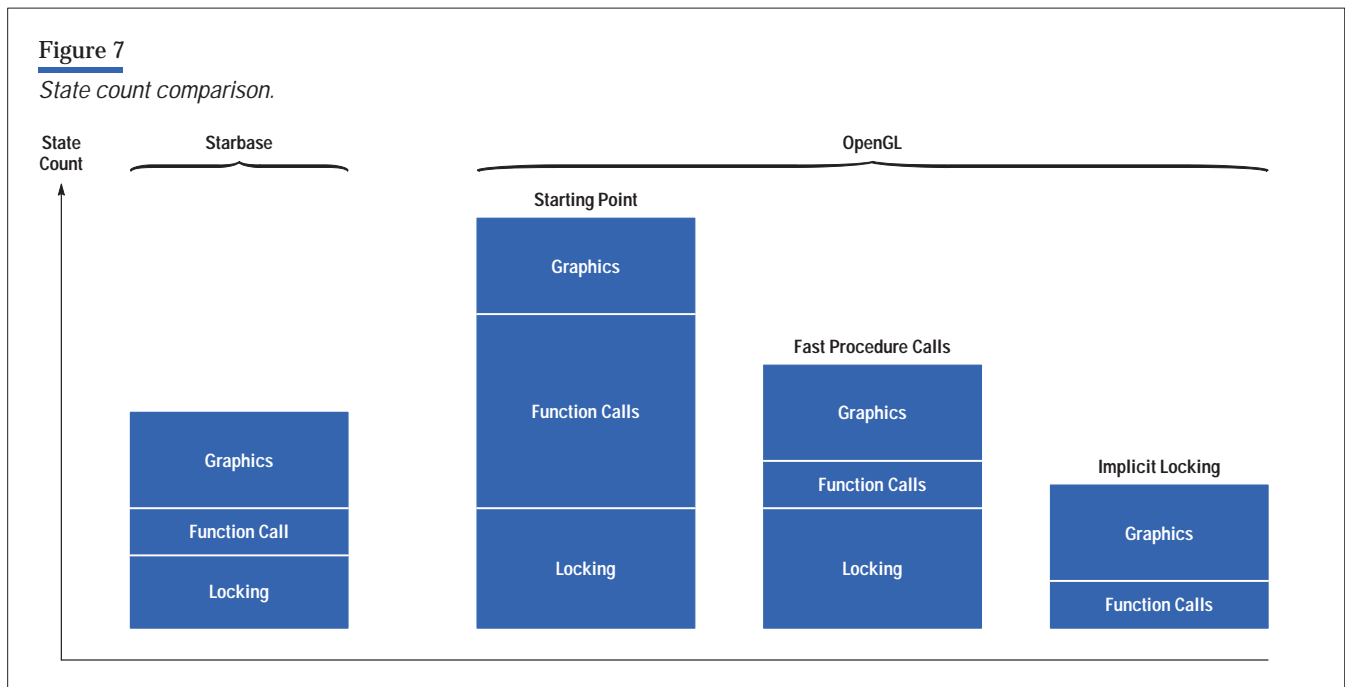 Figure 7
State count comparison.
State
Count
Starbase
OpenGL
Starting Point
Graphics
Function Calls
Locking
Fast Procedure Calls
Graphics
Function Calls
Locking
Implicit Locking
Graphics
Function Calls
Graphics
Function Call
Locking